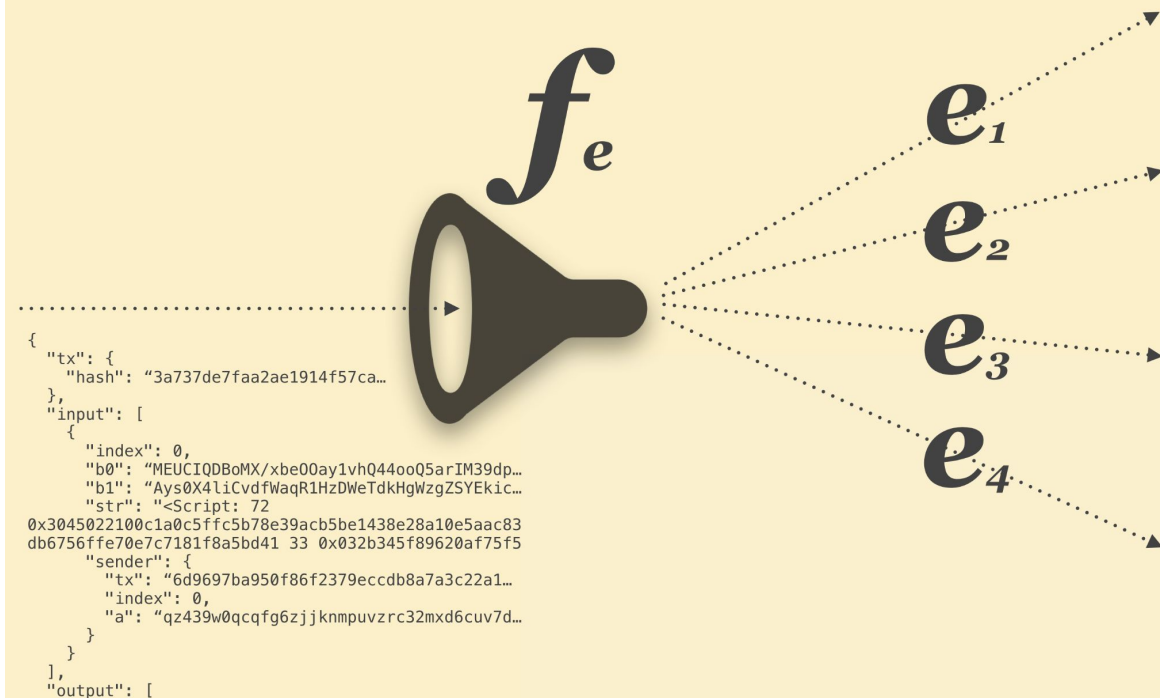 fe
e1
e2
e3
e4
{
  "tx": {
    "hash": “3a737de7faa2ae1914f57ca…
  },
  "input": [
    {
      "index": 0,
      "b0": “MEUCIQDBoMX/xbeOOay1vhQ44ooQ5arIM39dp…
      "b1": “Ays0X4liCvdfWaqR1HzDWeTdkHgWzgZSYEkic…
      "str": "<Script: 72
0x3045022100c1a0c5ffc5b78e39acb5be1438e28a10e5aac83
db6756ffe70e7c7181f8a5bd41 33 0x032b345f89620af75f5
      "sender": {
        "tx": “6d9697ba950f86f2379eccdb8a7a3c22a1…
        "index": 0,
        "a": “qz439w0qcqfg6zjjknmpuvzrc32mxd6cuv7d…
      }
    }
  ],
  "output": [